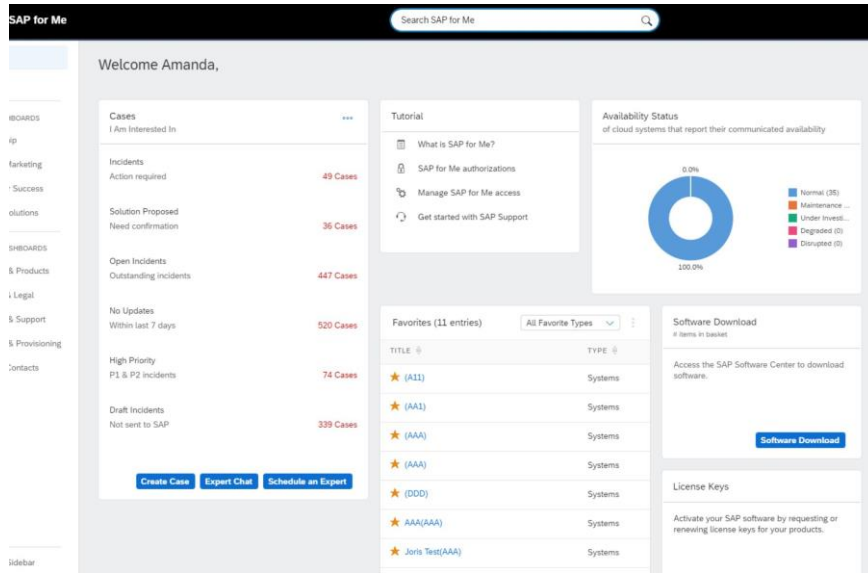 SAP for Me
Search SAP for Me
Welcome Amanda,
Marketing
Success
& Products
& Legal
& Support
& Provisioning
Contacts
Sidebar
Cases
I Am Interested In
Incidents
Action required
49 Cases
Solution Proposed
Need confirmation
36 Cases
Open Incidents
Outstanding incidents
447 Cases
No Updates
Within last 7 days
520 Cases
High Priority
P1 & P2 incidents
74 Cases
Draft Incidents
Not sent to SAP
339 Cases
Create Case
Expert Chat
Schedule an Expert
Tutorial
What is SAP for Me?
SAP for Me authorizations
Manage SAP for Me access
Get started with SAP Support
Availability Status
of cloud systems that report their communicated availability
0.0%
100.0%
Normal (35)
Maintenance ...
Under Investi...
Degraded (0)
Disrupted (0)
Favorites (11 entries)
All Favorite Types
TITLE
TYPE
(A11)
Systems
(AA1)
Systems
(AAA)
Systems
(AAA)
Systems
(DDD)
Systems
AAA(AAA)
Systems
Joris Test(AAA)
Systems
Software Download
# items in basket
Access the SAP Software Center to download
software.
Software Download
License Keys
Activate your SAP software by requesting or
renewing license keys for your products.